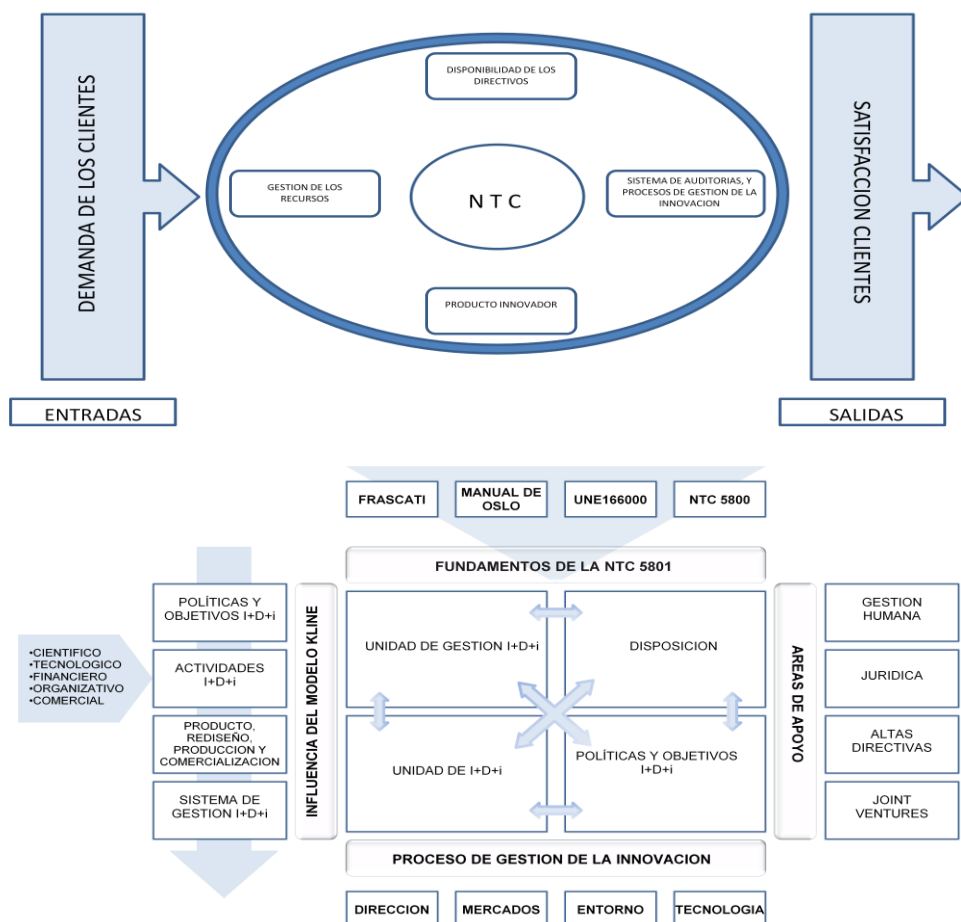 DEMANDA DE LOS CLIENTES
DISPONIBILIDAD DE LOS
DIRECTIVOS
GESTION DE LOS
RECURSOS
N T C
SISTEMA DE AUDITORIAS, Y
PROCESOS DE GESTION DE LA
INNOVACION
PRODUCTO INNOVADOR
SATISFACCION CLIENTES
ENTRADAS
SALIDAS
FRASCATI
MANUAL DE
OSLO
UNE166000
NTC 5800
FUNDAMENTOS DE LA NTC 5801
•CIENTIFICO
•TECNOLOGICO
•FINANCIERO
•ORGANIZATIVO
•COMERCIAL
POLÍTICAS Y
OBJETIVOS I+D+i
ACTIVIDADES
I+D+i
PRODUCTO,
REDISEÑO,
PRODUCCION Y
COMERCIALIZACION
SISTEMA DE
GESTION I+D+i
INFLUENCIA DEL MODELO KLINE
UNIDAD DE GESTION I+D+i
DISPOSICION
UNIDAD DE I+D+i
POLÍTICAS Y OBJETIVOS
I+D+i
AREAS DE APOYO
GESTION
HUMANA
JURIDICA
ALTAS
DIRECTIVAS
JOINT
VENTURES
PROCESO DE GESTION DE LA INNOVACION
DIRECCION
MERCADOS
ENTORNO
TECNOLOGIA